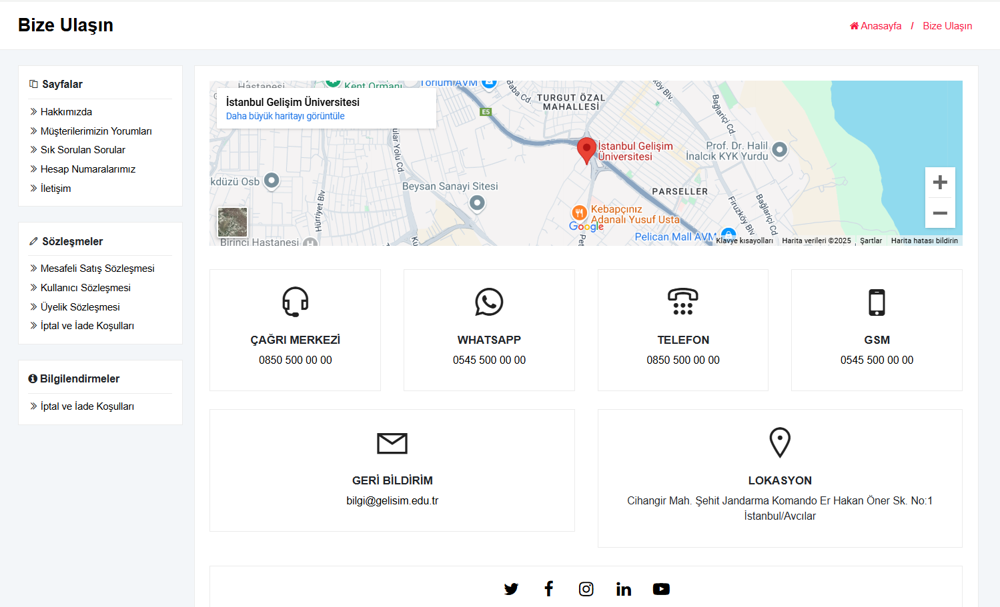 Bize Ulaşın
Anasayfa / Bize Ulaşın
Sayfalar
Hakkımızda
Müşterilerimizin Yorumları
Sık Sorulan Sorular
Hesap Numaralarımız
İletişim
Sözleşmeler
Mesafeli Satış Sözleşmesi
Kullanıcı Sözleşmesi
Üyelik Sözleşmesi
İptal ve İade Koşulları
Bilgilendirmeler
İptal ve İade Koşulları
Hastanesi
Kent Ormanı
Torium AVM
Baba Cd.
İstanbul Gelişim Üniversitesi
Daha büyük haritayı görüntüle
E5
TURGUT ÖZAL
MAHALLESİ
köy Blv.
Bağlariçi Cd.
ular Yolu Cd.
İstanbul Gelişim
Üniversitesi
Prof. Dr. Halil
İnalcık KYK Yurdu
kdüzü Osb
Beysan Sanayi Sitesi
PARSELLER
Hürriyet Blv
Firuzköy Blv.
Bağlariçi Cd.
Kebapçınız
Adanalı Yusuf Usta
Google
Pelican Mall AVM
Birinci Hastanesi
H
Klavye kısayolları
Harita verileri ©2025
Şartlar
Harita hatası bildirin
ÇAĞRI MERKEZİ
0850 500 00 00
WHATSAPP
0545 500 00 00
TELEFON
0850 500 00 00
GSM
0545 500 00 00
GERİ BİLDİRİM
bilgi@gelisim.edu.tr
LOKASYON
Cihangir Mah. Şehit Jandarma Komando Er Hakan Öner Sk. No:1
İstanbul/Avcılar